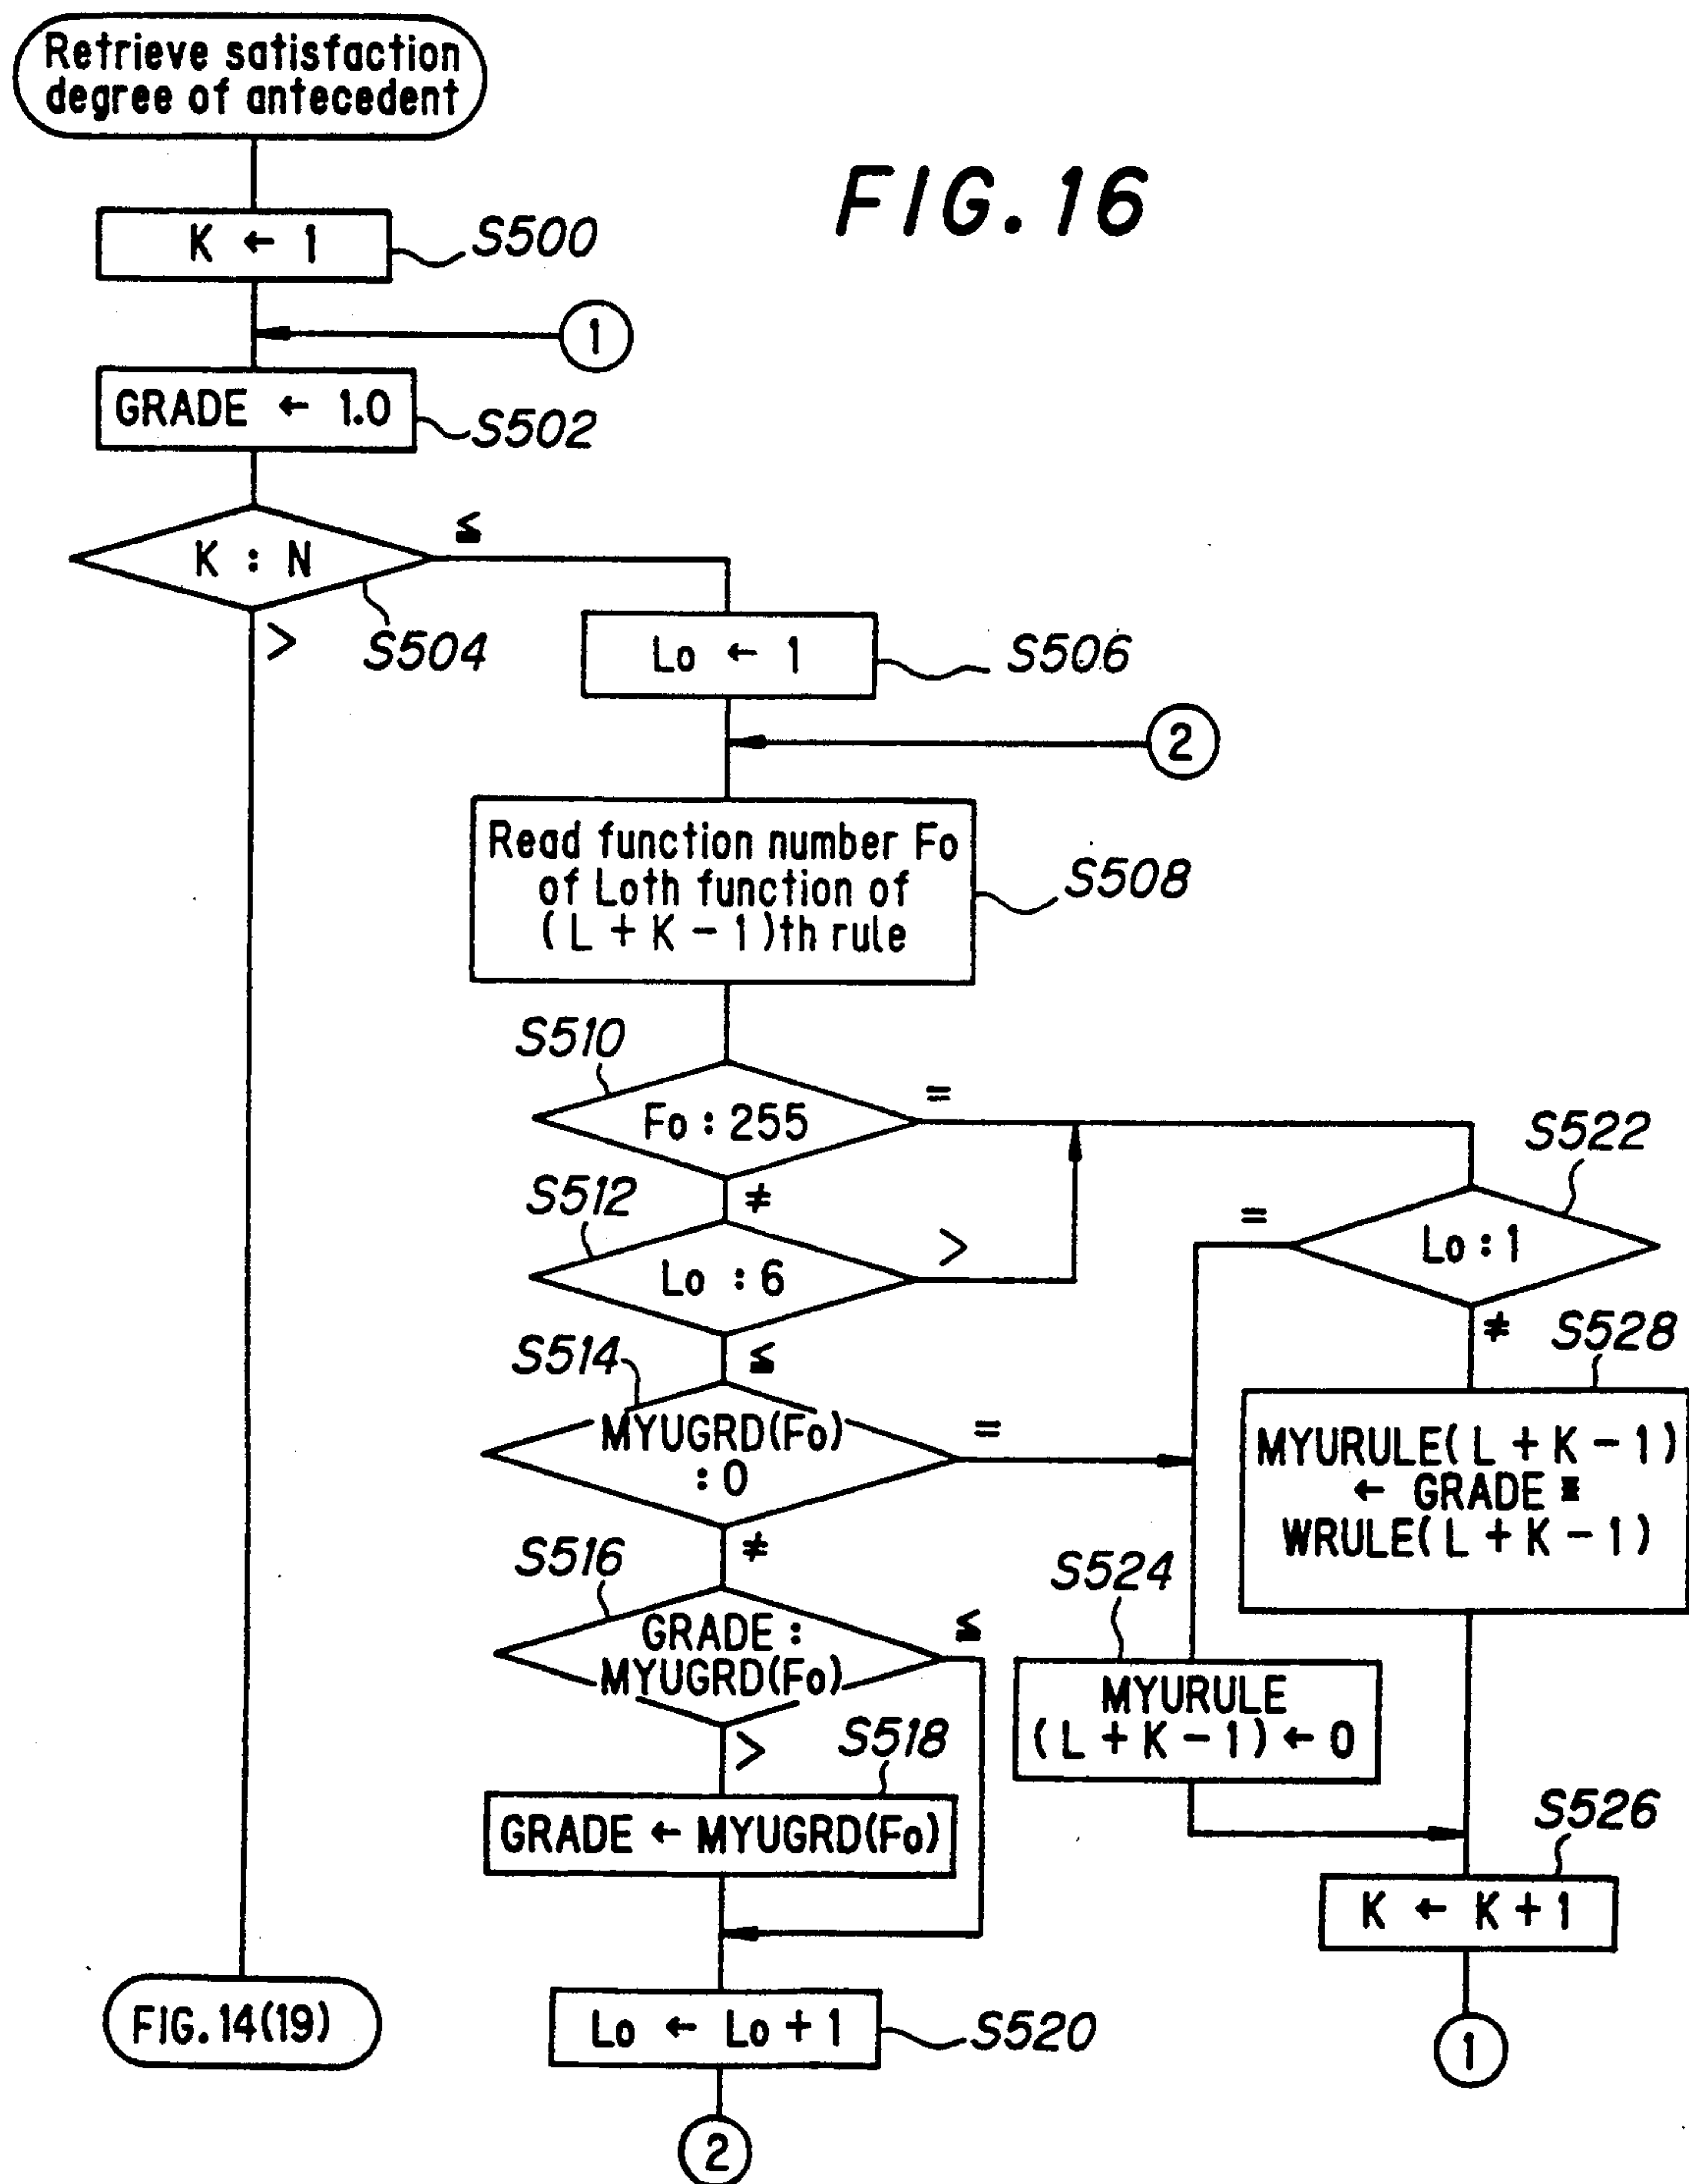 Retrieve satisfaction
degree of antecedent
FIG.16
K ← 1
S500
1
GRADE ← 1.0
S502
K : N
≦
>
S504
Lo ← 1
S506
2
Read function number Fo
of Loth function of
(L + K - 1)th rule
S508
S510
Fo : 255
=
≠
S512
Lo : 6
>
≦
S522
Lo : 1
=
≠
S514
MYUGRD(Fo)
: 0
=
≠
S528
MYURULE(L + K - 1)
← GRADE *
WRULE(L + K - 1)
S516
GRADE :
MYUGRD(Fo)
≦
>
S524
MYURULE
(L + K - 1) ← 0
S518
GRADE ← MYUGRD(Fo)
S526
K ← K + 1
1
FIG.14(19)
Lo ← Lo + 1
S520
2